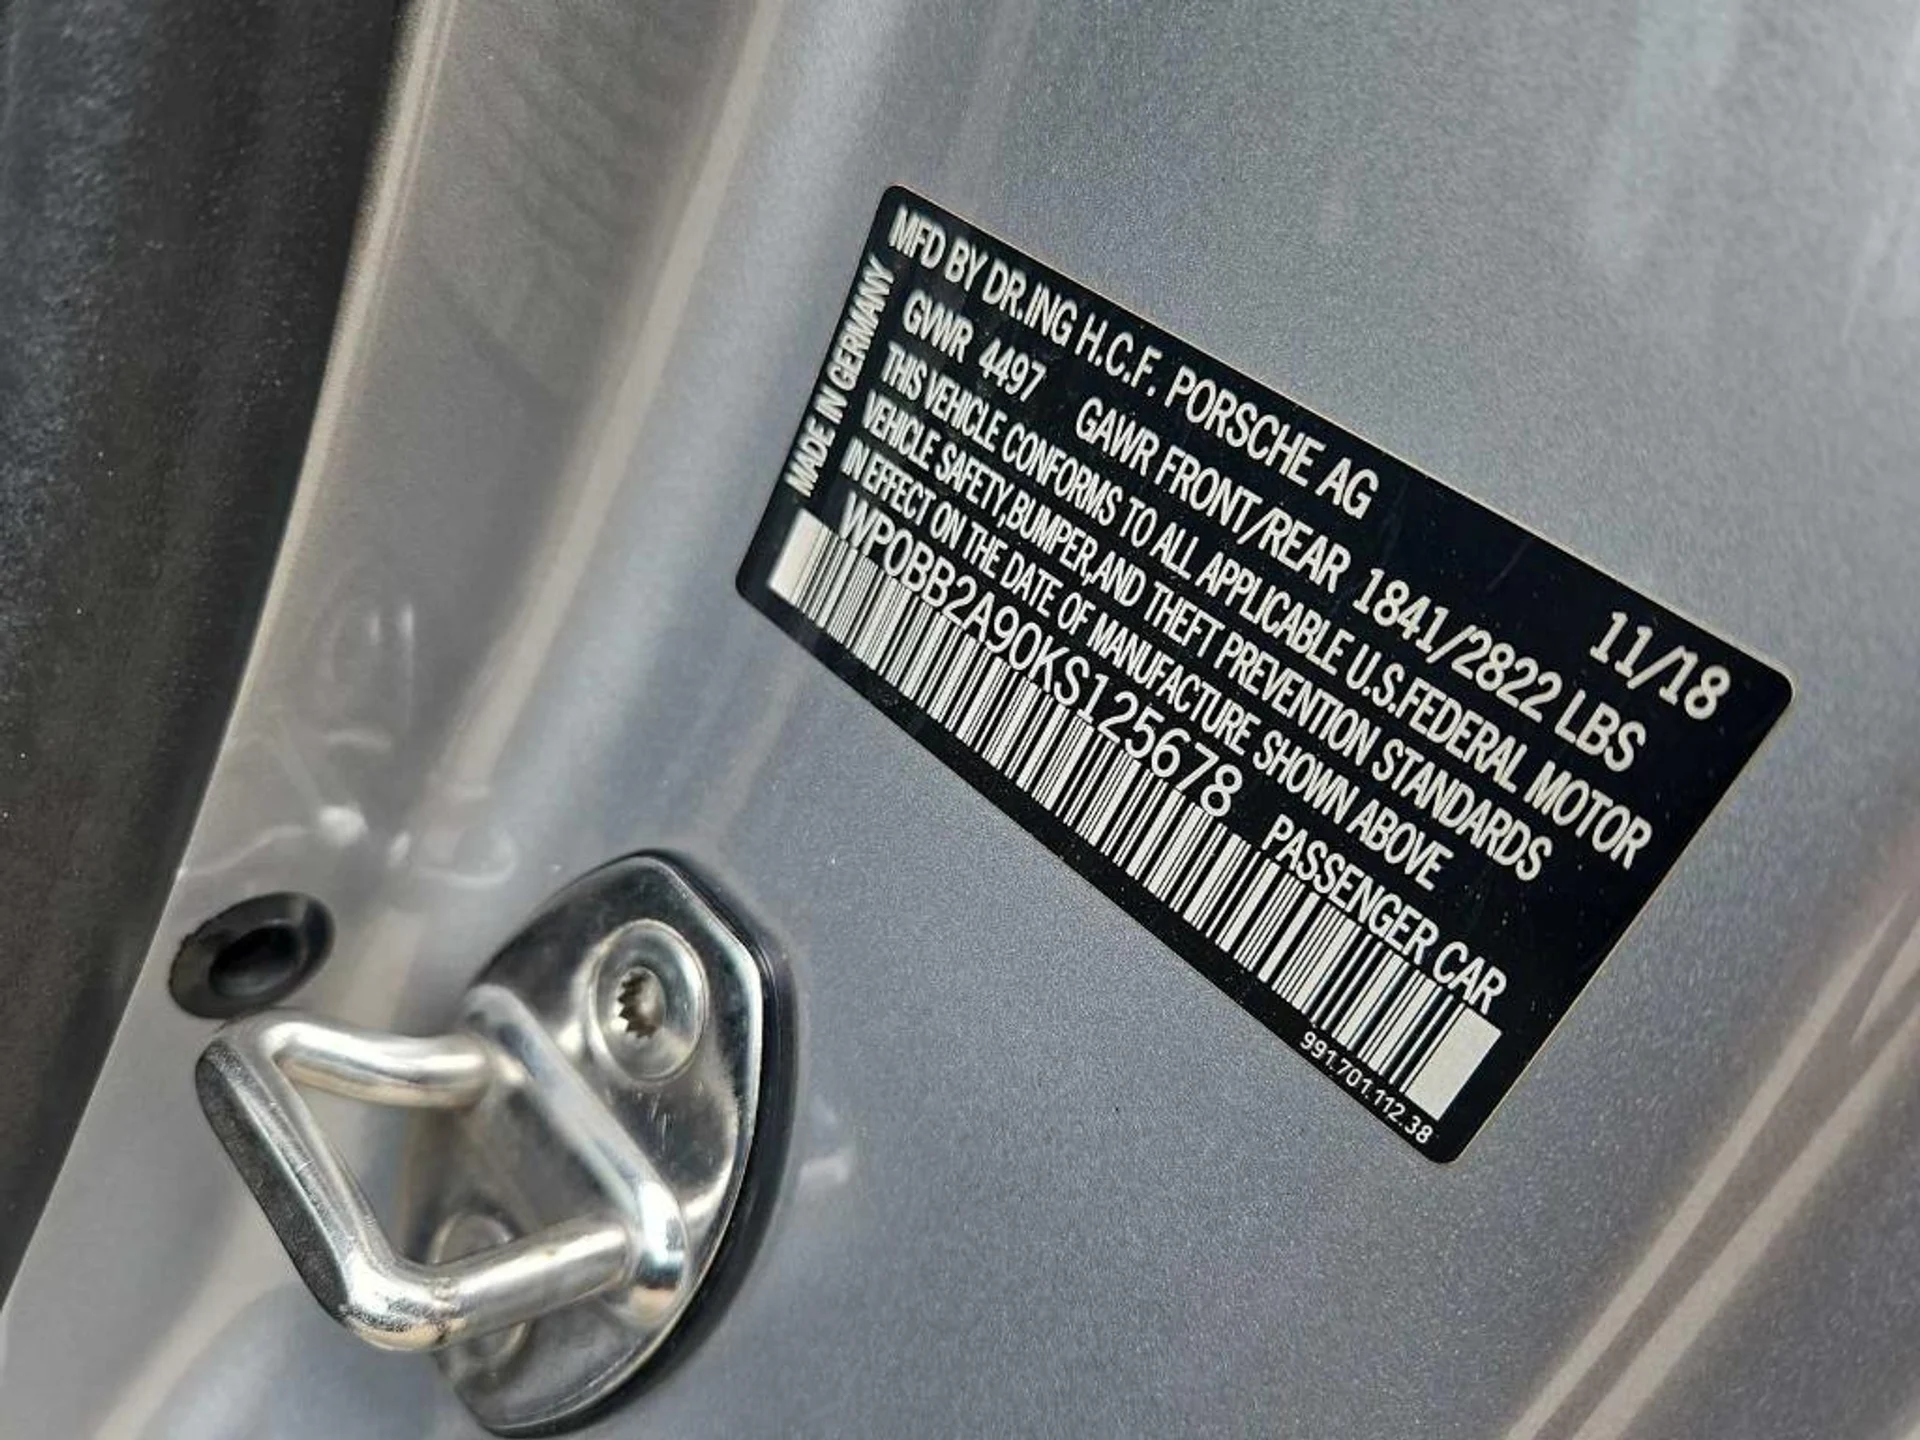 MFD BY DR.ING H.C.F. PORSCHE AG 11/18
GVWR 4497 GAWR FRONT/REAR 1841/2822 LBS
THIS VEHICLE CONFORMS TO ALL APPLICABLE U.S.FEDERAL MOTOR
VEHICLE SAFETY,BUMPER,AND THEFT PREVENTION STANDARDS
IN EFFECT ON THE DATE OF MANUFACTURE SHOWN ABOVE
WP0BB2A90KS125678 PASSENGER CAR
991.701.112.38
MADE IN GERMANY